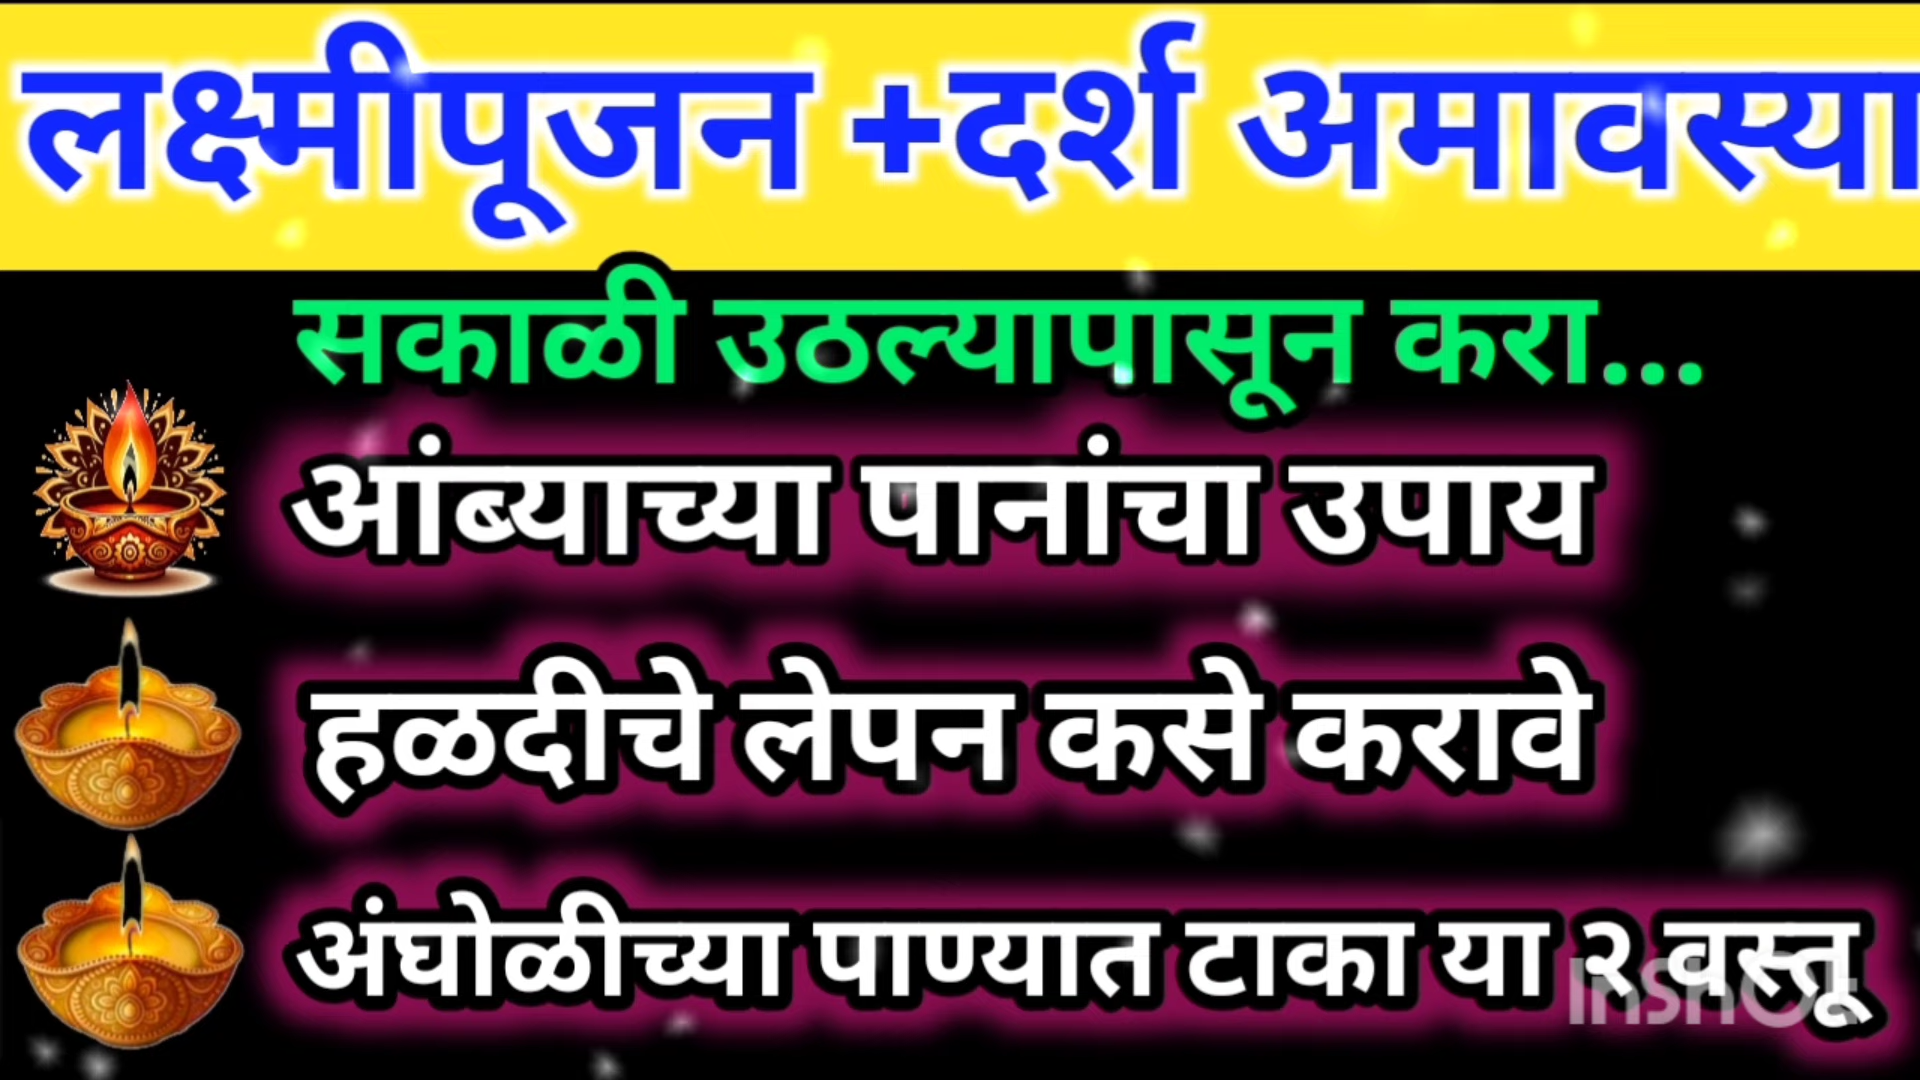 लक्ष्मीपूजन +दर्श अमावस्या
सकाळी उठल्यापासून करा...
आंब्याच्या पानांचा उपाय
हळदीचे लेपन कसे करावे
अंघोळीच्या पाण्यात टाका या २ वस्तू
InShOt